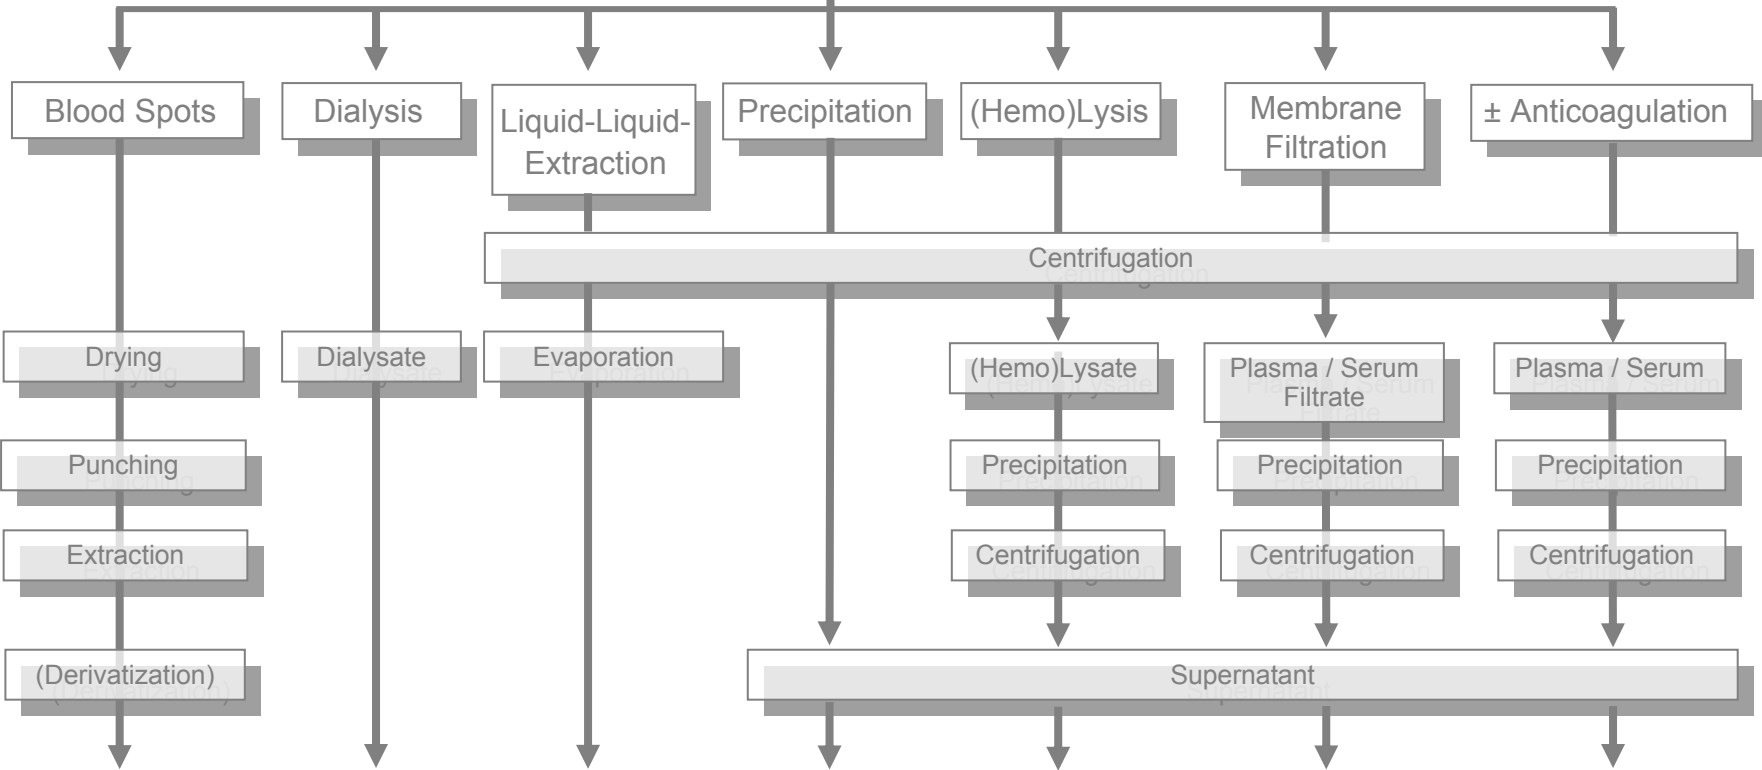 Blood Spots
Dialysis
Liquid-Liquid-
Extraction
Precipitation
(Hemo)Lysis
Membrane
Filtration
± Anticoagulation
Centrifugation
Drying
Dialysate
Evaporation
(Hemo)Lysate
Plasma / Serum
Filtrate
Plasma / Serum
Punching
Precipitation
Precipitation
Precipitation
Extraction
Centrifugation
Centrifugation
Centrifugation
(Derivatization)
Supernatant